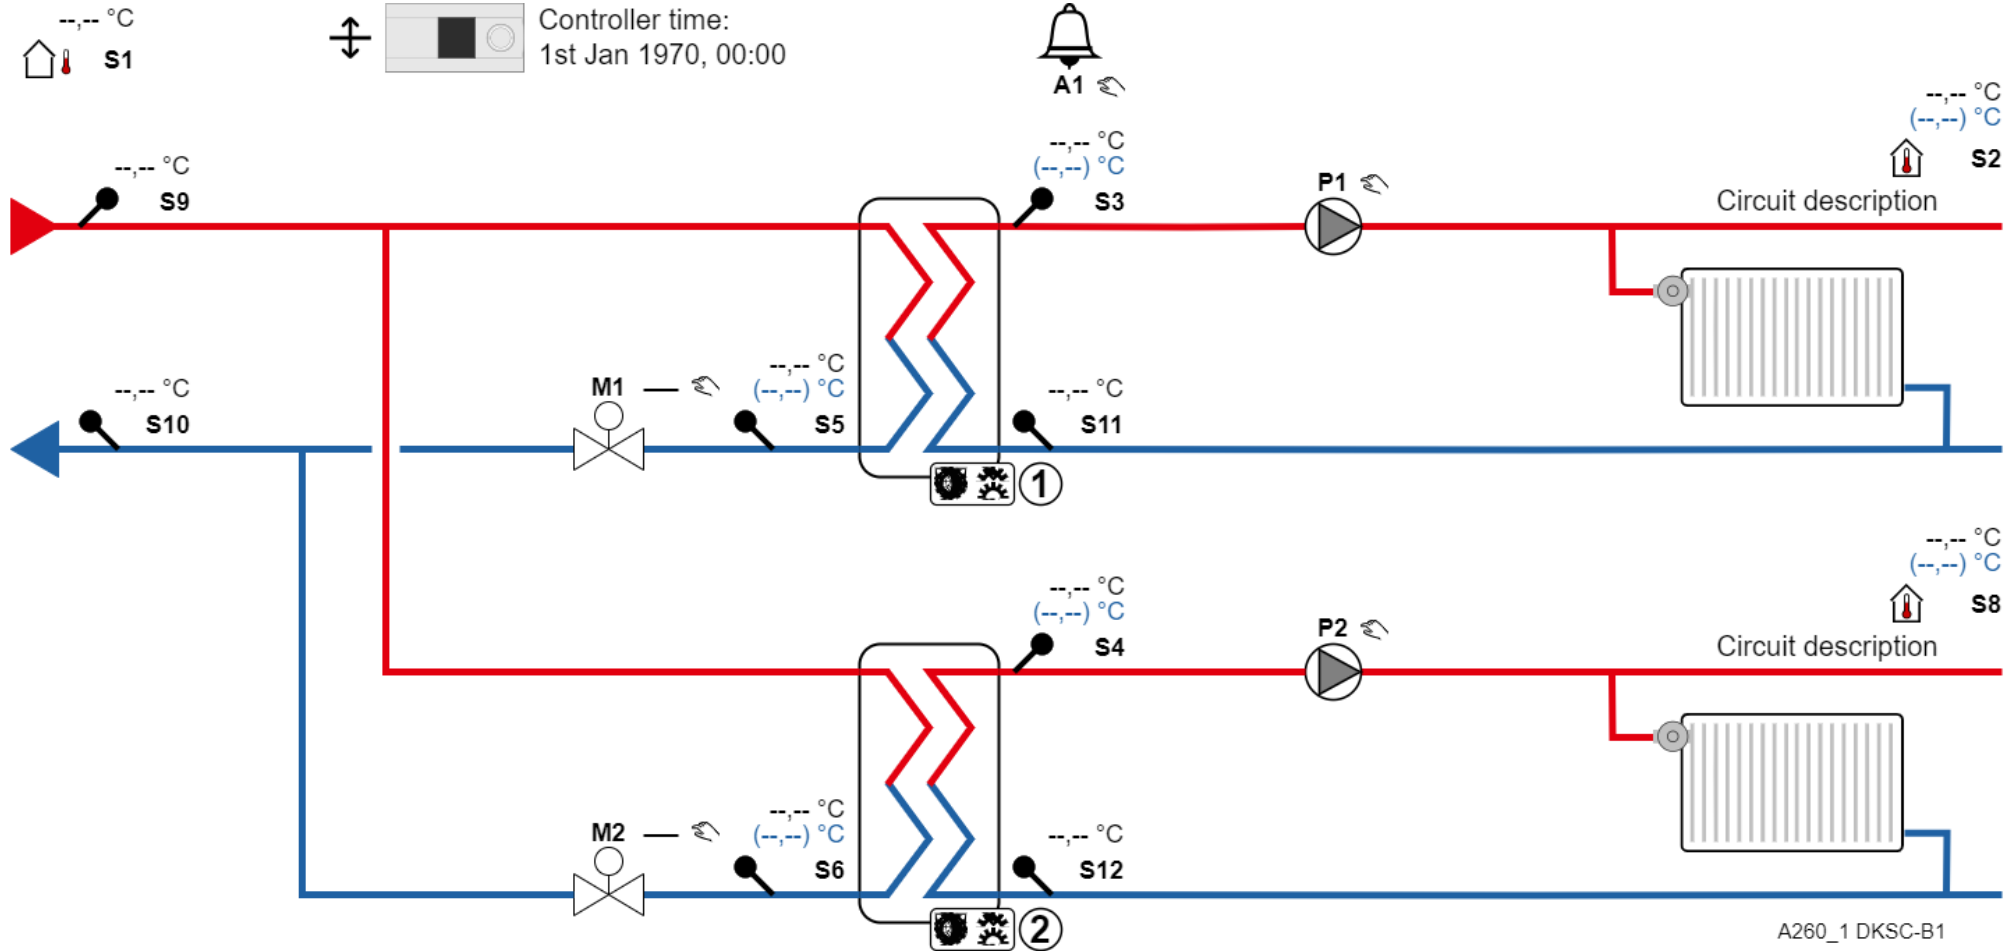 --,-- °C
S1
Controller time:
1st Jan 1970, 00:00
A1
--,-- °C
(--,--) °C
S2
--,-- °C
S9
--,-- °C
(--,--) °C
S3
P1
Circuit description
--,-- °C
S10
M1
--,-- °C
(--,--) °C
S5
--,-- °C
S11
1
--,-- °C
(--,--) °C
S8
--,-- °C
(--,--) °C
S4
P2
Circuit description
M2
--,-- °C
(--,--) °C
S6
--,-- °C
S12
2
A260_1 DKSC-B1